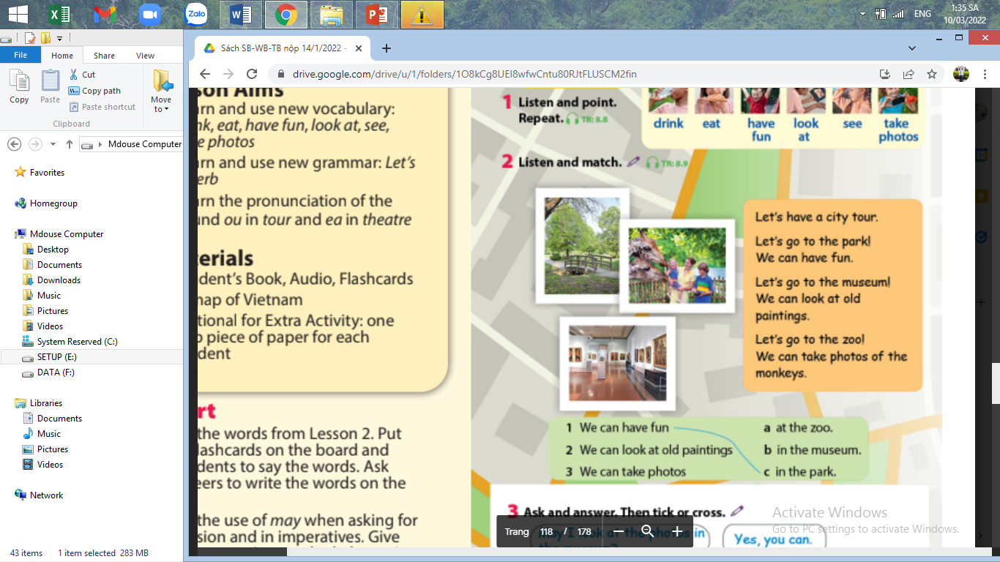 Zalo
ENG
1:35 SA
10/03/2022
File
Home
Share
View
Copy
Paste
Cut
Copy path
Paste shortcut
Move
to
Clipboard
Mdouse Computer
Favorites
Homegroup
Mdouse Computer
Desktop
Documents
Downloads
Music
Pictures
Videos
System Reserved (C:)
SETUP (E:)
DATA (F:)
Libraries
Documents
Music
Pictures
Videos
Network
43 items 1 item selected 283 MB
Sách SB-WB-TB nộp 14/1/2022 -
drive.google.com/drive/u/1/folders/1O8kCg8UEI8wfwCntu80RJtFLUSCM2fin
son Aims
arn and use new vocabulary:
nk, eat, have fun, look at, see,
e photos
arn and use new grammar: Let's
erb
arn the pronunciation of the
und ou in tour and ea in theatre
terials
dent's Book, Audio, Flashcards
map of Vietnam
tional for Extra Activity: one
o piece of paper for each
dent
rt
the words from Lesson 2. Put
lashcards on the board and
dents to say the words. Ask
eers to write the words on the
the use of may when asking for
sion and in imperatives. Give
1 Listen and point.
Repeat. TR: 8.8
drink eat have fun look at see take photos
2 Listen and match. TR: 8.9
Let's have a city tour.
Let's go to the park!
We can have fun.
Let's go to the museum!
We can look at old
paintings.
Let's go to the zoo!
We can take photos of the
monkeys.
1 We can have fun a at the zoo.
2 We can look at old paintings b in the museum.
3 We can take photos c in the park.
3 Ask and answer. Then tick or cross.
May I look at the photos in
the museum?
Yes, you can.
Trang 118 / 178
Activate Windows
Go to PC settings to activate Windows.